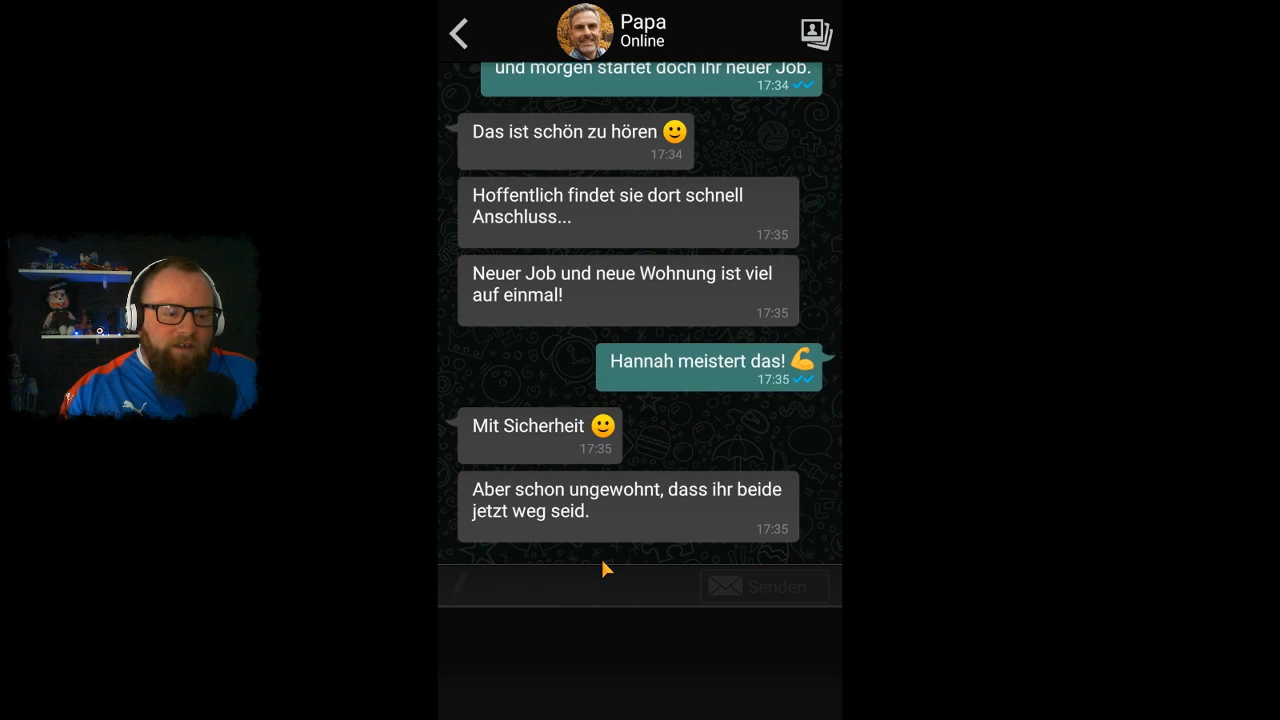 Papa
Online
und morgen startet doch ihr neuer Job.
17:34
Das ist schön zu hören 🙂
17:34
Hoffentlich findet sie dort schnell
Anschluss...
17:35
Neuer Job und neue Wohnung ist viel
auf einmal!
17:35
Hannah meistert das! 💪
17:35
Mit Sicherheit 🙂
17:35
Aber schon ungewohnt, dass ihr beide
jetzt weg seid.
17:35
Senden